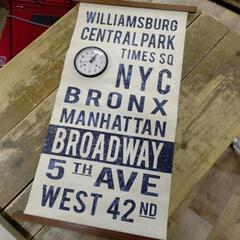 WILLIAMSBURG
CENTRAL PARK
TIMES SQ
NYC
BRONX
MANHATTAN
BROADWAY
5TH AVE
WEST 42ND